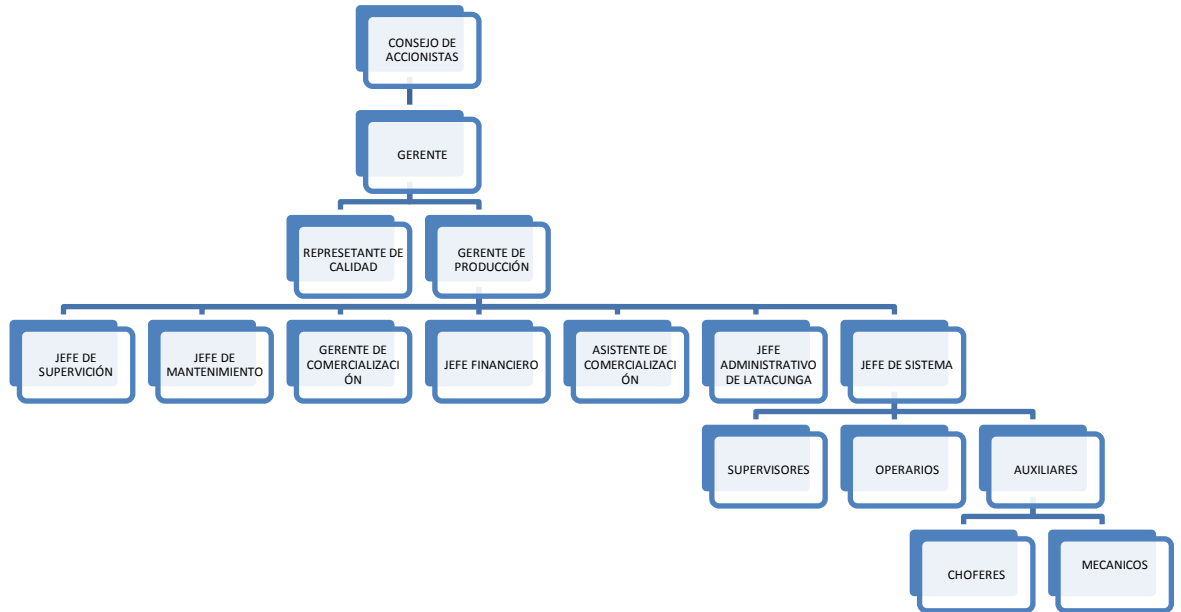 CONSEJO DE
ACCIONISTAS
GERENTE
REPRESETANTE DE
CALIDAD
GERENTE DE
PRODUCCIÓN
JEFE DE
SUPERVICIÓN
JEFE DE
MANTENIMIENTO
GERENTE DE
COMERCIALIZACI
ÓN
JEFE FINANCIERO
ASISTENTE DE
COMERCIALIZACI
ÓN
JEFE
ADMINISTRATIVO
DE LATACUNGA
JEFE DE SISTEMA
SUPERVISORES
OPERARIOS
AUXILIARES
CHOFERES
MECANICOS